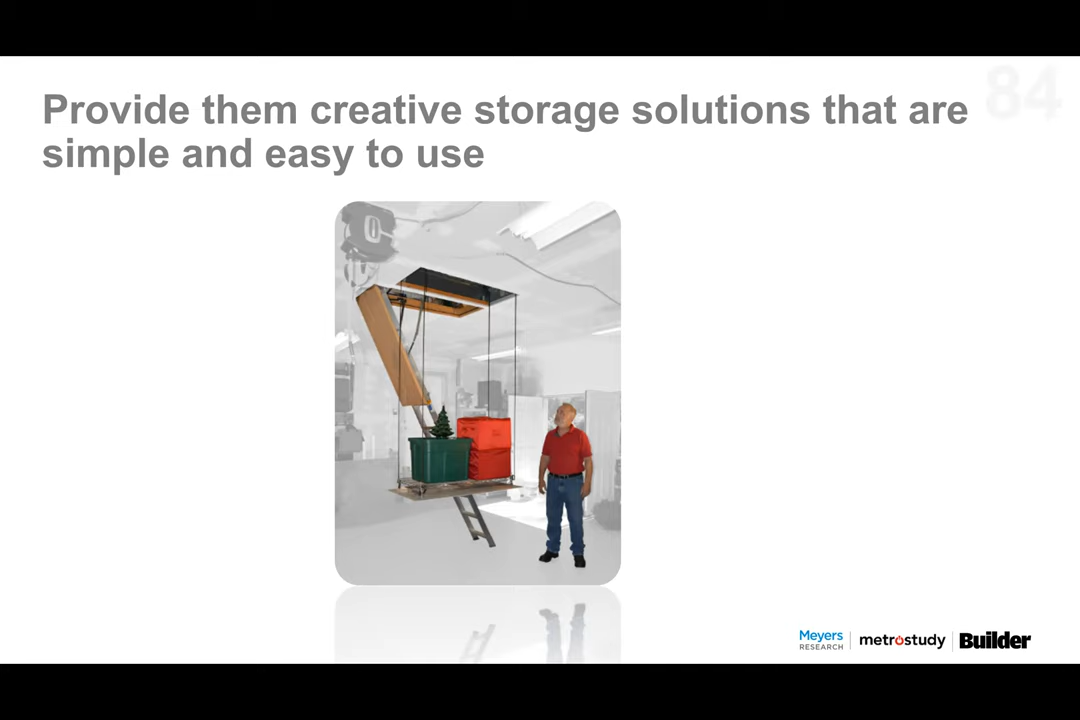 84
Provide them creative storage solutions that are
simple and easy to use
Meyers
RESEARCH
metrostudy
Builder